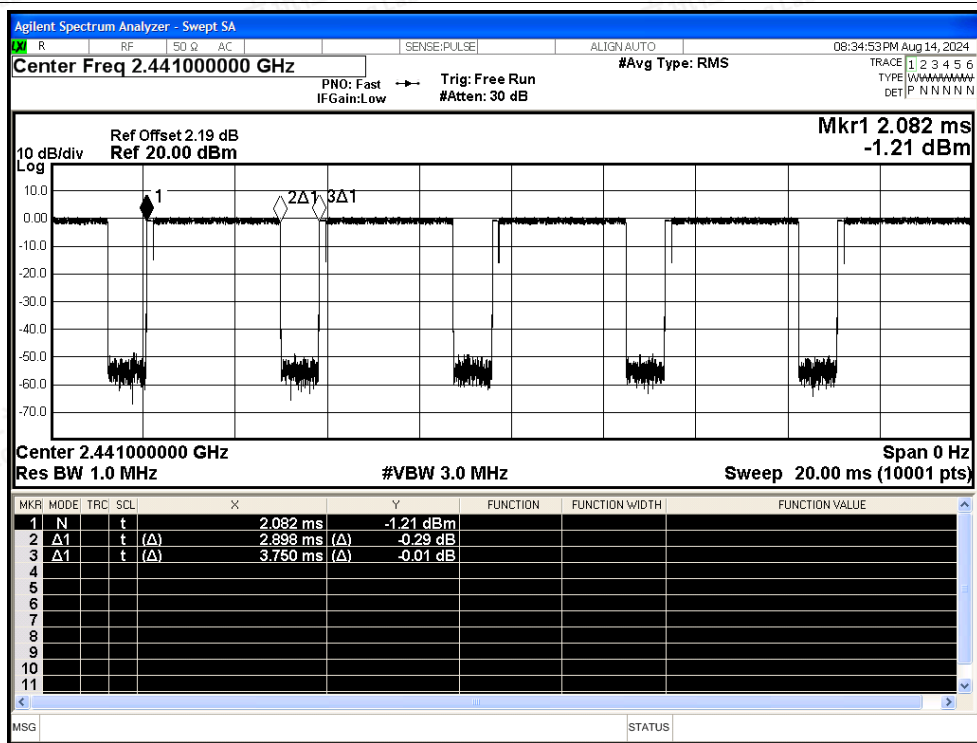 Agilent Spectrum Analyzer - Swept SA
LXI R RF 50 Ω AC SENSE:PULSE ALIGN AUTO 08:34:53 PM Aug 14, 2024
Center Freq 2.441000000 GHz
PNO: Fast
IFGain:Low
Trig: Free Run
#Atten: 30 dB
#Avg Type: RMS
TRACE 1 2 3 4 5 6
TYPE WWWWWW
DET P N N N N N
Mkr1 2.082 ms
-1.21 dBm
Ref Offset 2.19 dB
10 dB/div Ref 20.00 dBm
Log
10.0
0.00
-10.0
-20.0
-30.0
-40.0
-50.0
-60.0
-70.0
1
2Δ1
3Δ1
Center 2.441000000 GHz Span 0 Hz
Res BW 1.0 MHz #VBW 3.0 MHz Sweep 20.00 ms (10001 pts)
MKR MODE TRC SCL X Y FUNCTION FUNCTION WIDTH FUNCTION VALUE
1 N t 2.082 ms -1.21 dBm
2 Δ1 t (Δ) 2.898 ms (Δ) -0.29 dB
3 Δ1 t (Δ) 3.750 ms (Δ) -0.01 dB
4
5
6
7
8
9
10
11
MSG STATUS